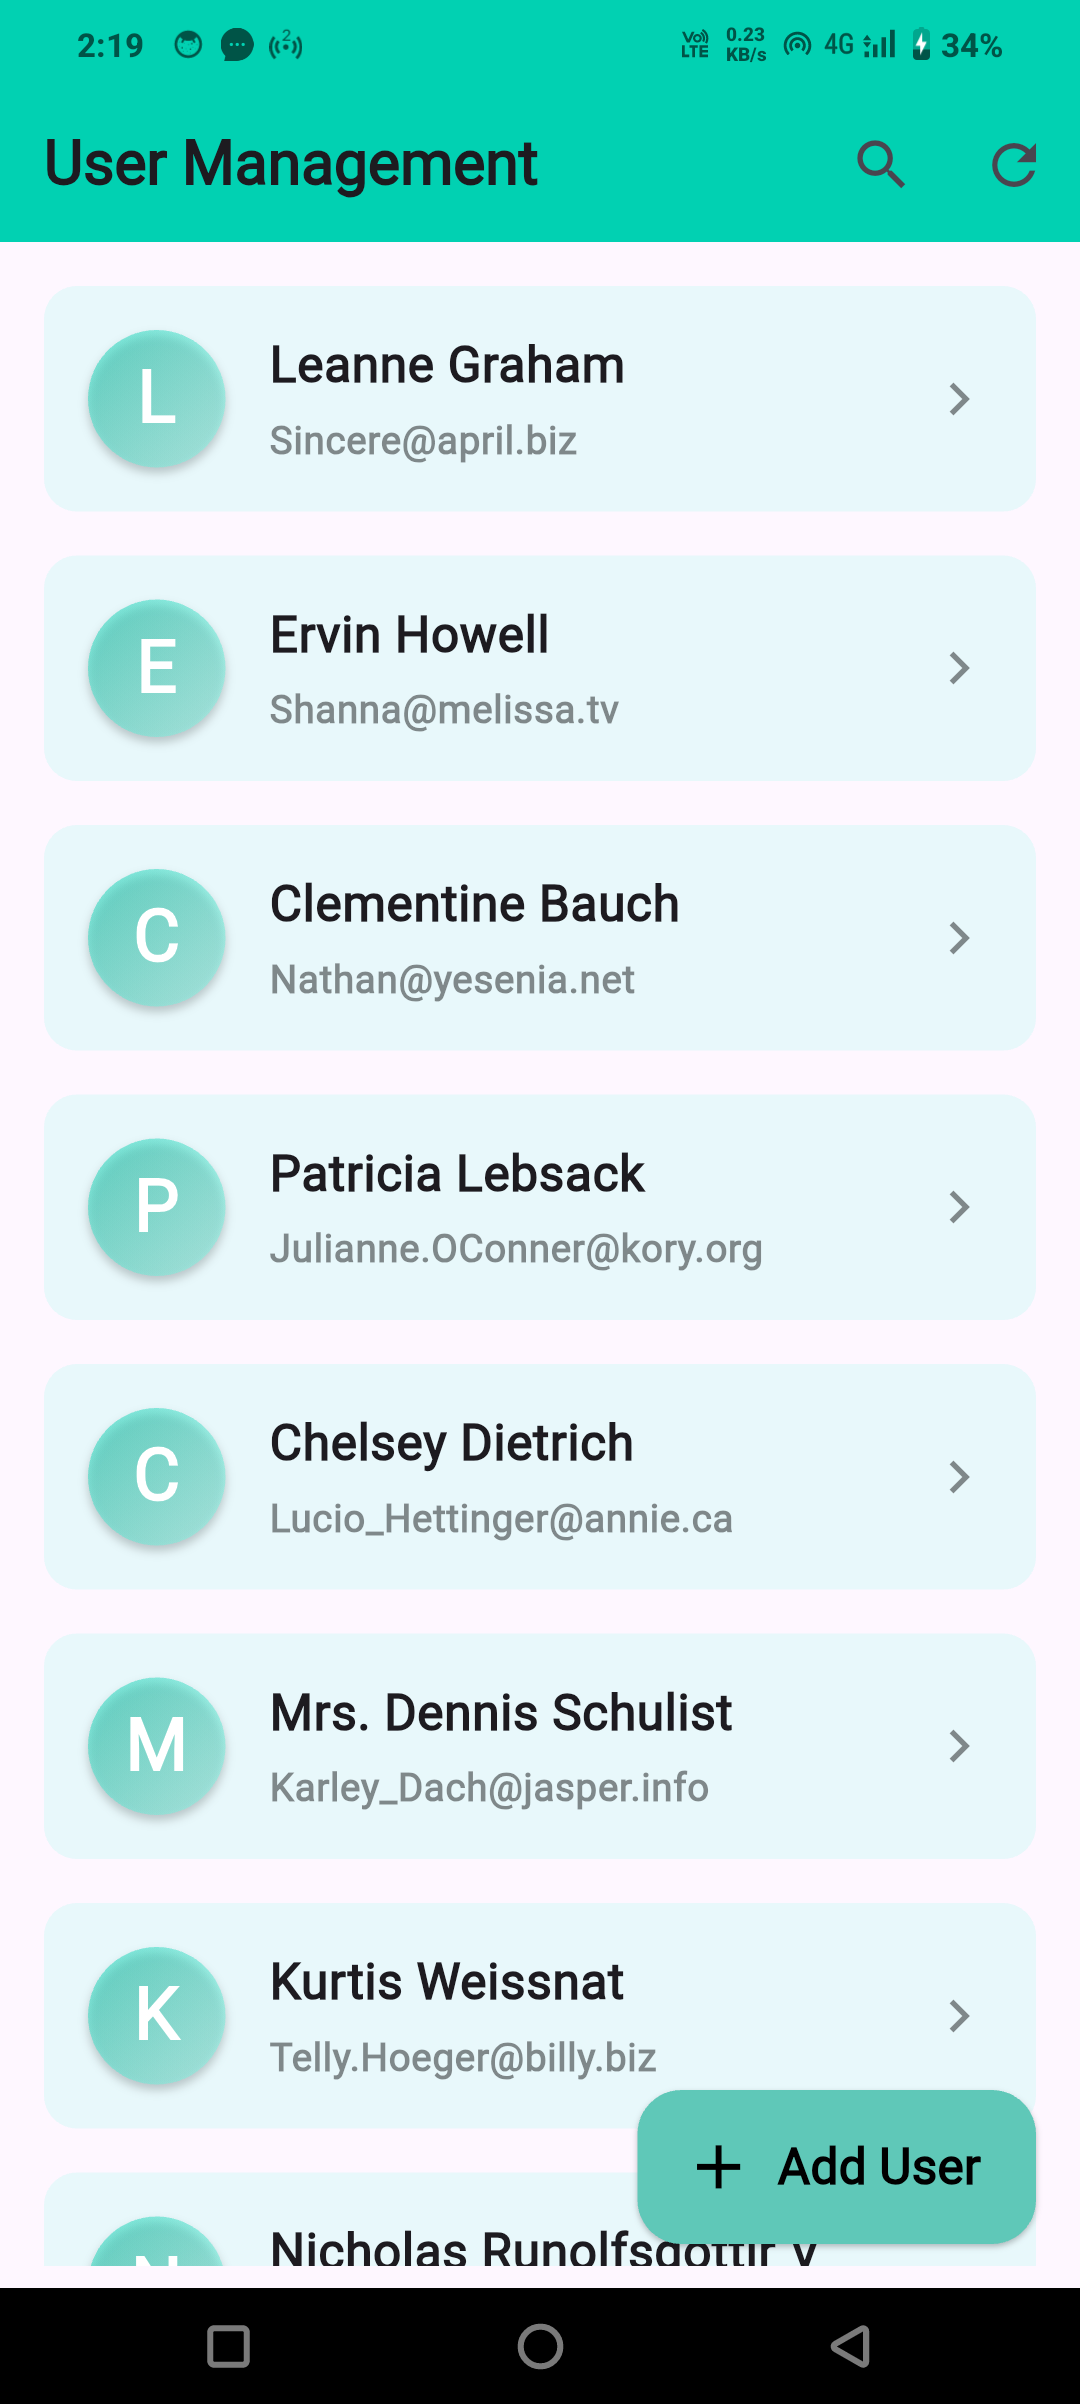 2:19
2
Vo) LTE
0.23 KB/s
4G
34%
User Management
L
Leanne Graham
Sincere@april.biz
E
Ervin Howell
Shanna@melissa.tv
C
Clementine Bauch
Nathan@yesenia.net
P
Patricia Lebsack
Julianne.OConner@kory.org
C
Chelsey Dietrich
Lucio_Hettinger@annie.ca
M
Mrs. Dennis Schulist
Karley_Dach@jasper.info
K
Kurtis Weissnat
Telly.Hoeger@billy.biz
Add User
N
Nicholas Runolfsdottir V